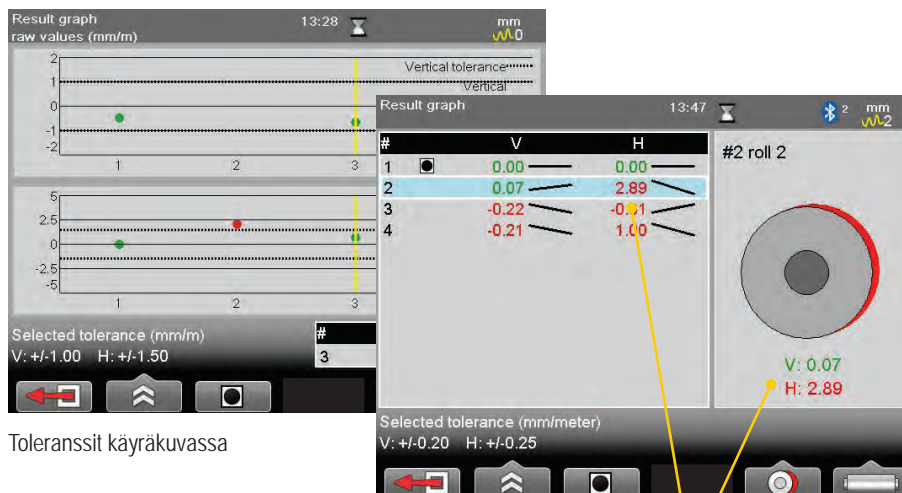 Result graph 13:28 mm
raw values (mm/m) 0
2
Vertical tolerance
1
Vertical
0
-1
-2
1 2 3
5
2.5
0
-2.5
-5
1 2 3
Selected tolerance (mm/m)
V: +/-1.00 H: +/-1.50
#
3
Toleranssit käyräkuvassa
Result graph 13:47 2 mm
2
# V H
1 0.00 0.00
2 0.07 2.89
3 -0.22
4 -0.21 1.00
#2 roll 2
V: 0.07
H: 2.89
Selected tolerance (mm/meter)
V: +/-0.20 H: +/-0.25